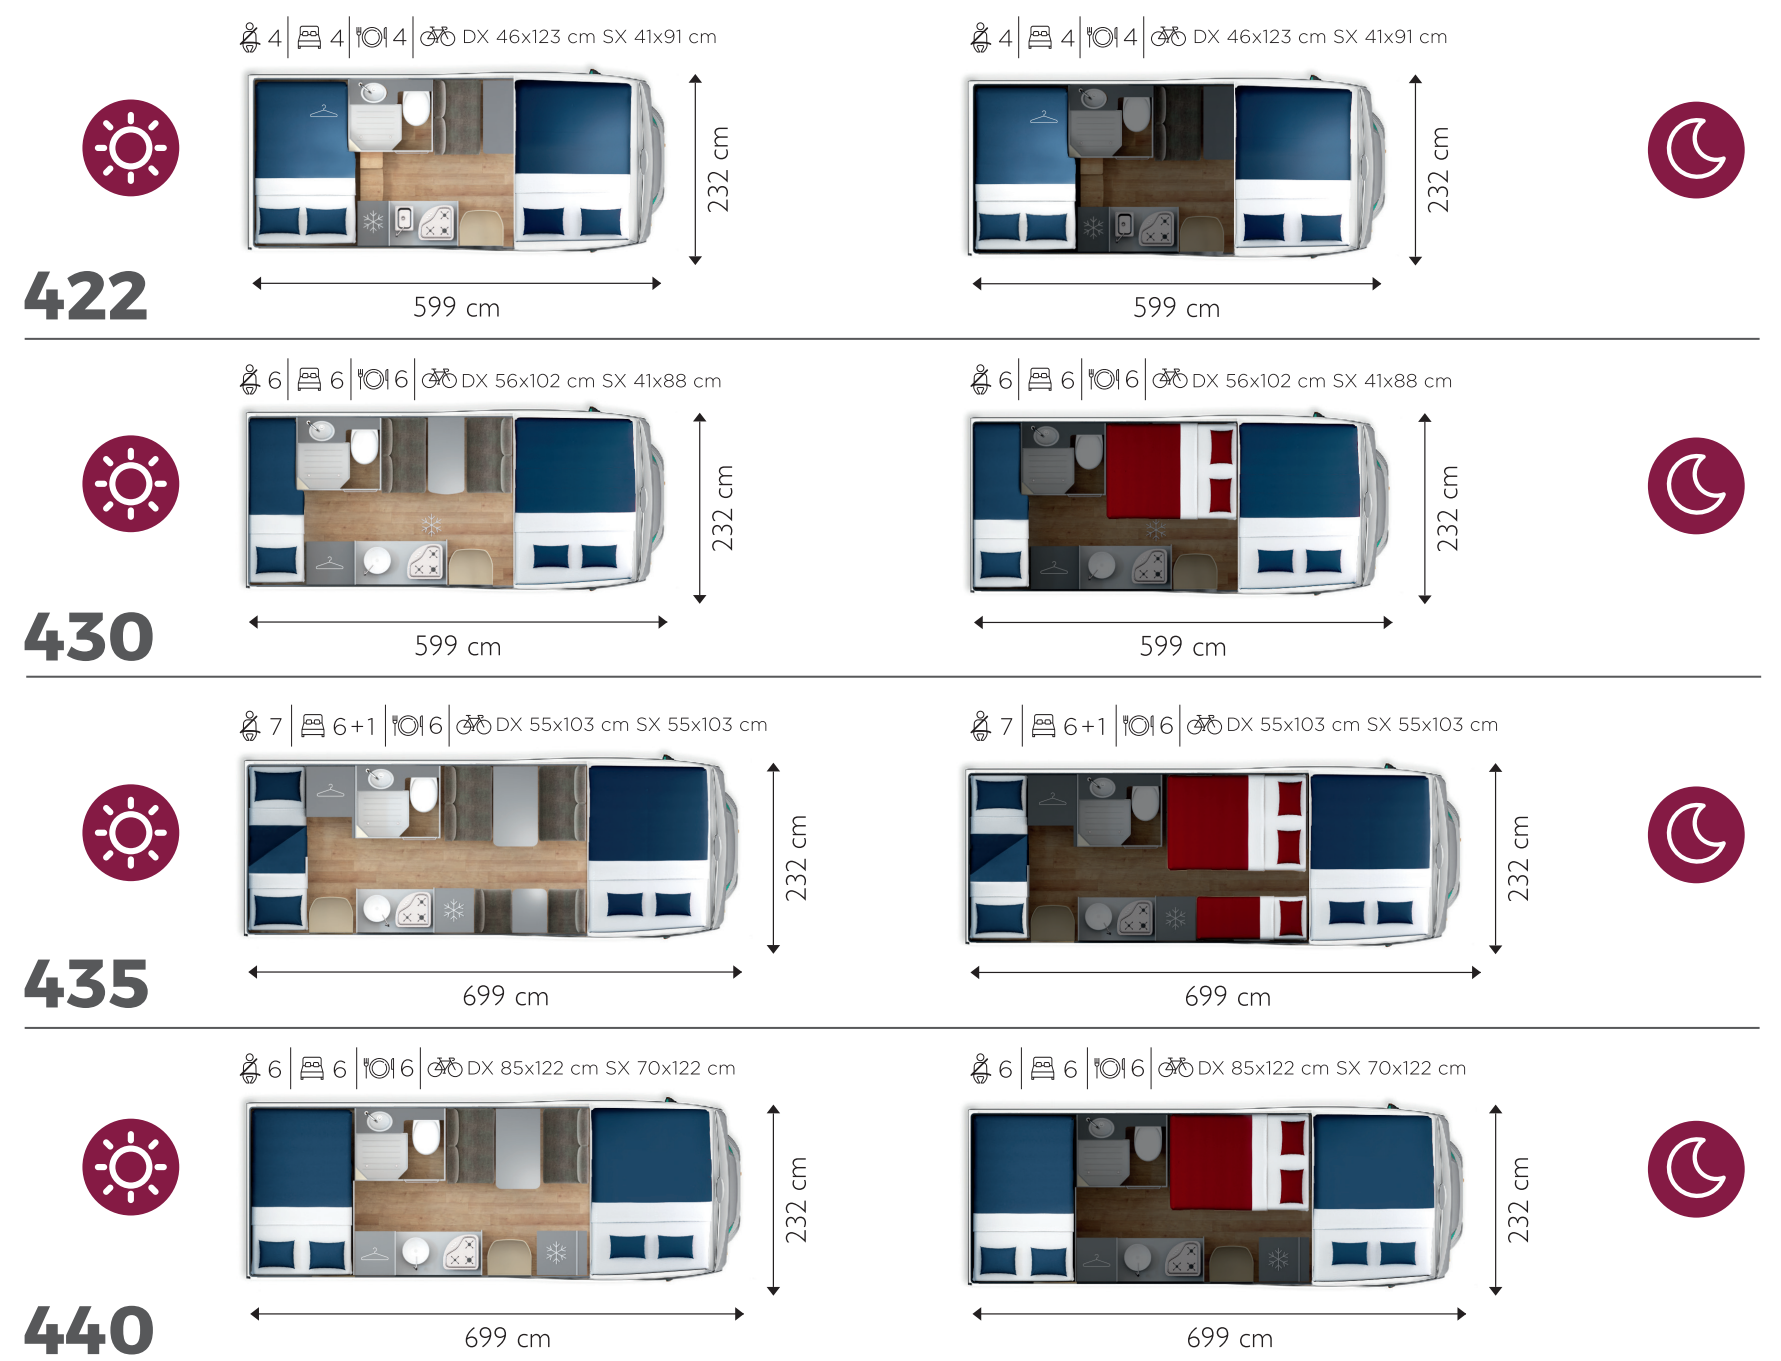 4 4 4 DX 46x123 cm SX 41x91 cm
4 4 4 DX 46x123 cm SX 41x91 cm
232 cm
232 cm
422
599 cm
599 cm
6 6 6 DX 56x102 cm SX 41x88 cm
6 6 6 DX 56x102 cm SX 41x88 cm
232 cm
232 cm
430
599 cm
599 cm
7 6+1 6 DX 55x103 cm SX 55x103 cm
7 6+1 6 DX 55x103 cm SX 55x103 cm
232 cm
232 cm
435
699 cm
699 cm
6 6 6 DX 85x122 cm SX 70x122 cm
6 6 6 DX 85x122 cm SX 70x122 cm
232 cm
232 cm
440
699 cm
699 cm